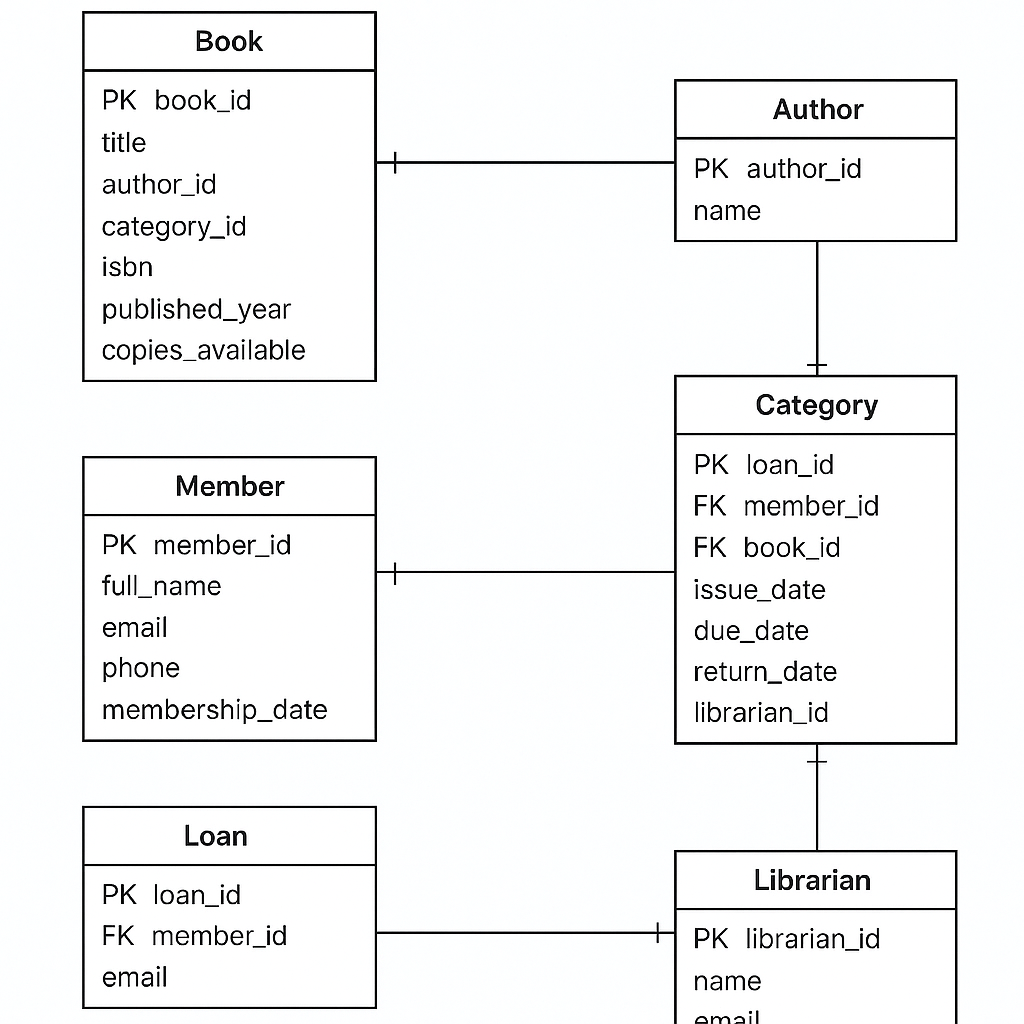 Book
PK book_id
title
author_id
category_id
isbn
published_year
copies_available
Author
PK author_id
name
Member
PK member_id
full_name
email
phone
membership_date
Category
PK loan_id
FK member_id
FK book_id
issue_date
due_date
return_date
librarian_id
Loan
PK loan_id
FK member_id
email
Librarian
PK librarian_id
name
email